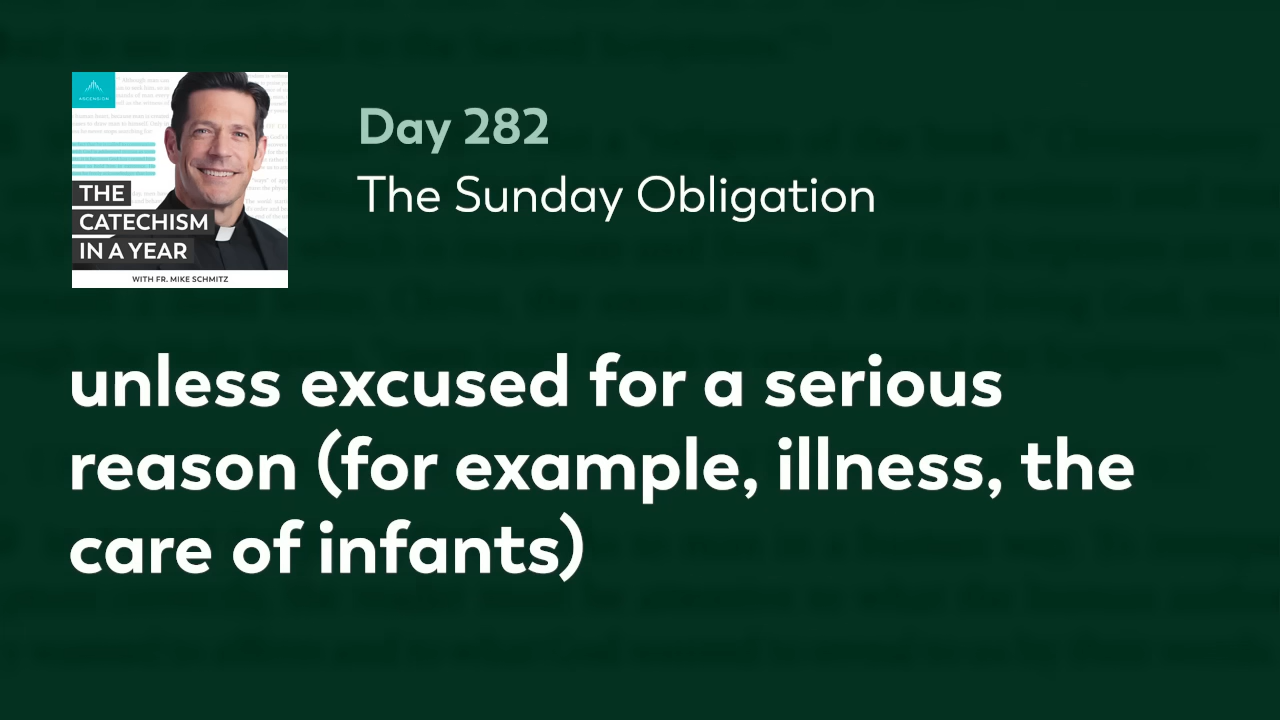 ASCENSION
THE
CATECHISM
IN A YEAR
WITH FR. MIKE SCHMITZ
Day 282
The Sunday Obligation
unless excused for a serious
reason (for example, illness, the
care of infants)